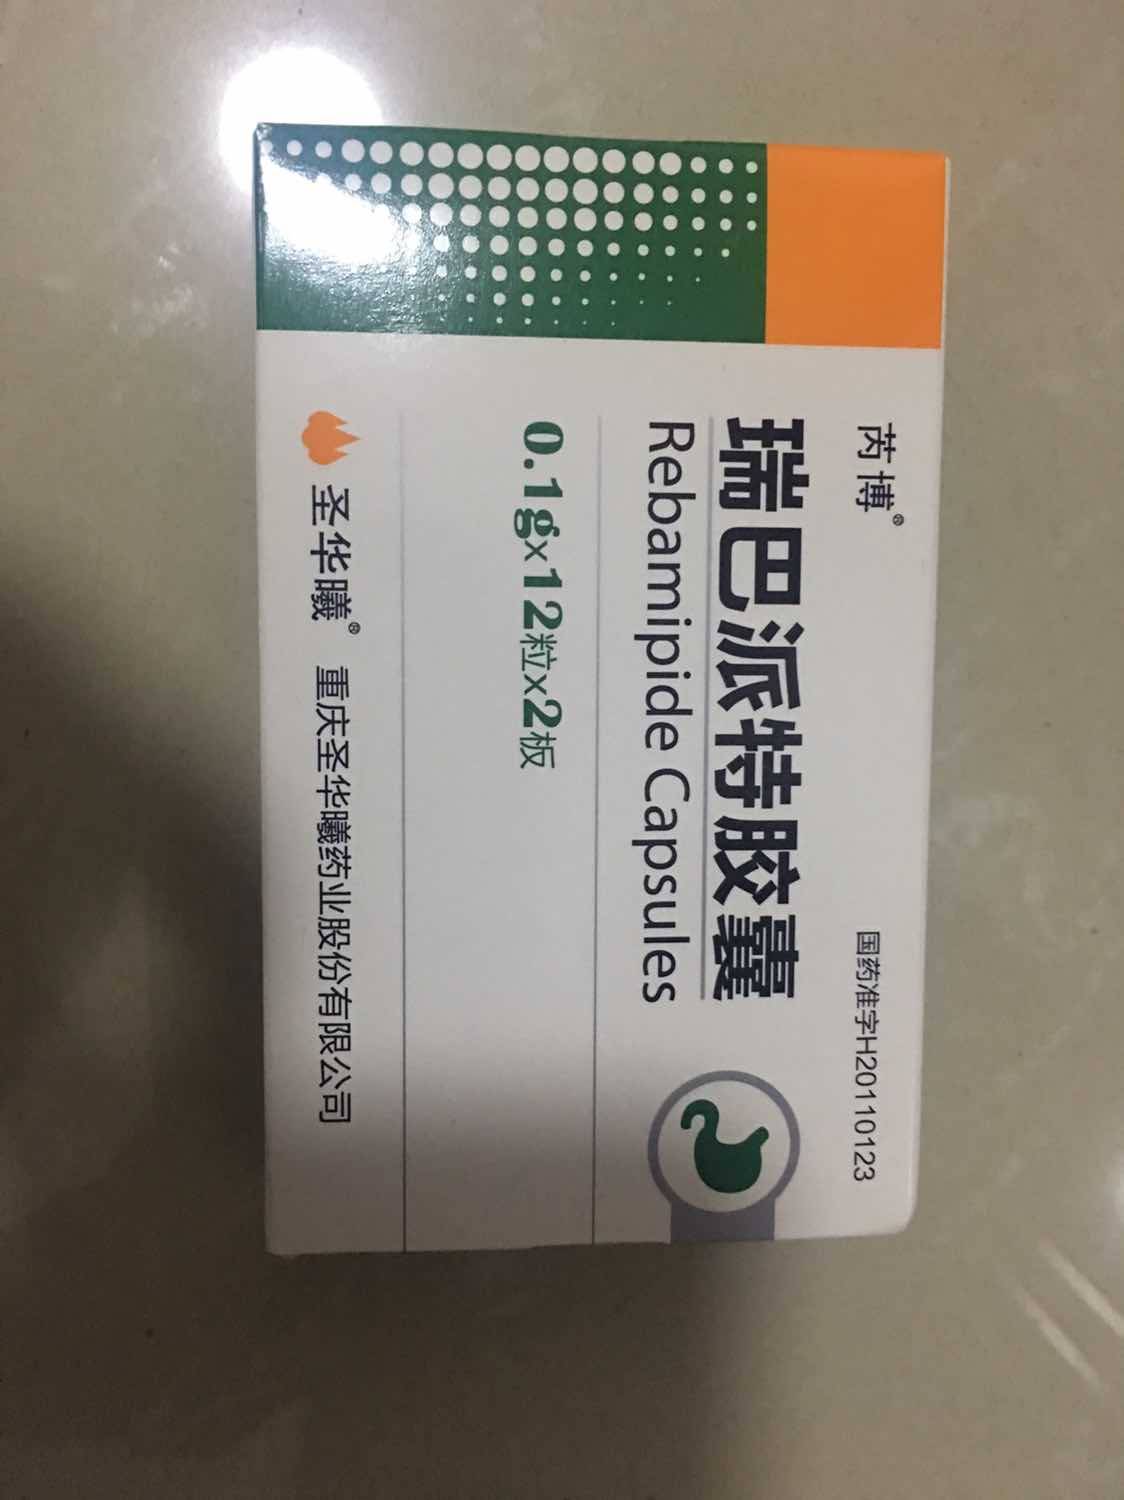 芮博®
国药准字H20110123
瑞巴派特胶囊
Rebamipide Capsules
0.1g×12粒×2板
圣华曦® 重庆圣华曦药业股份有限公司